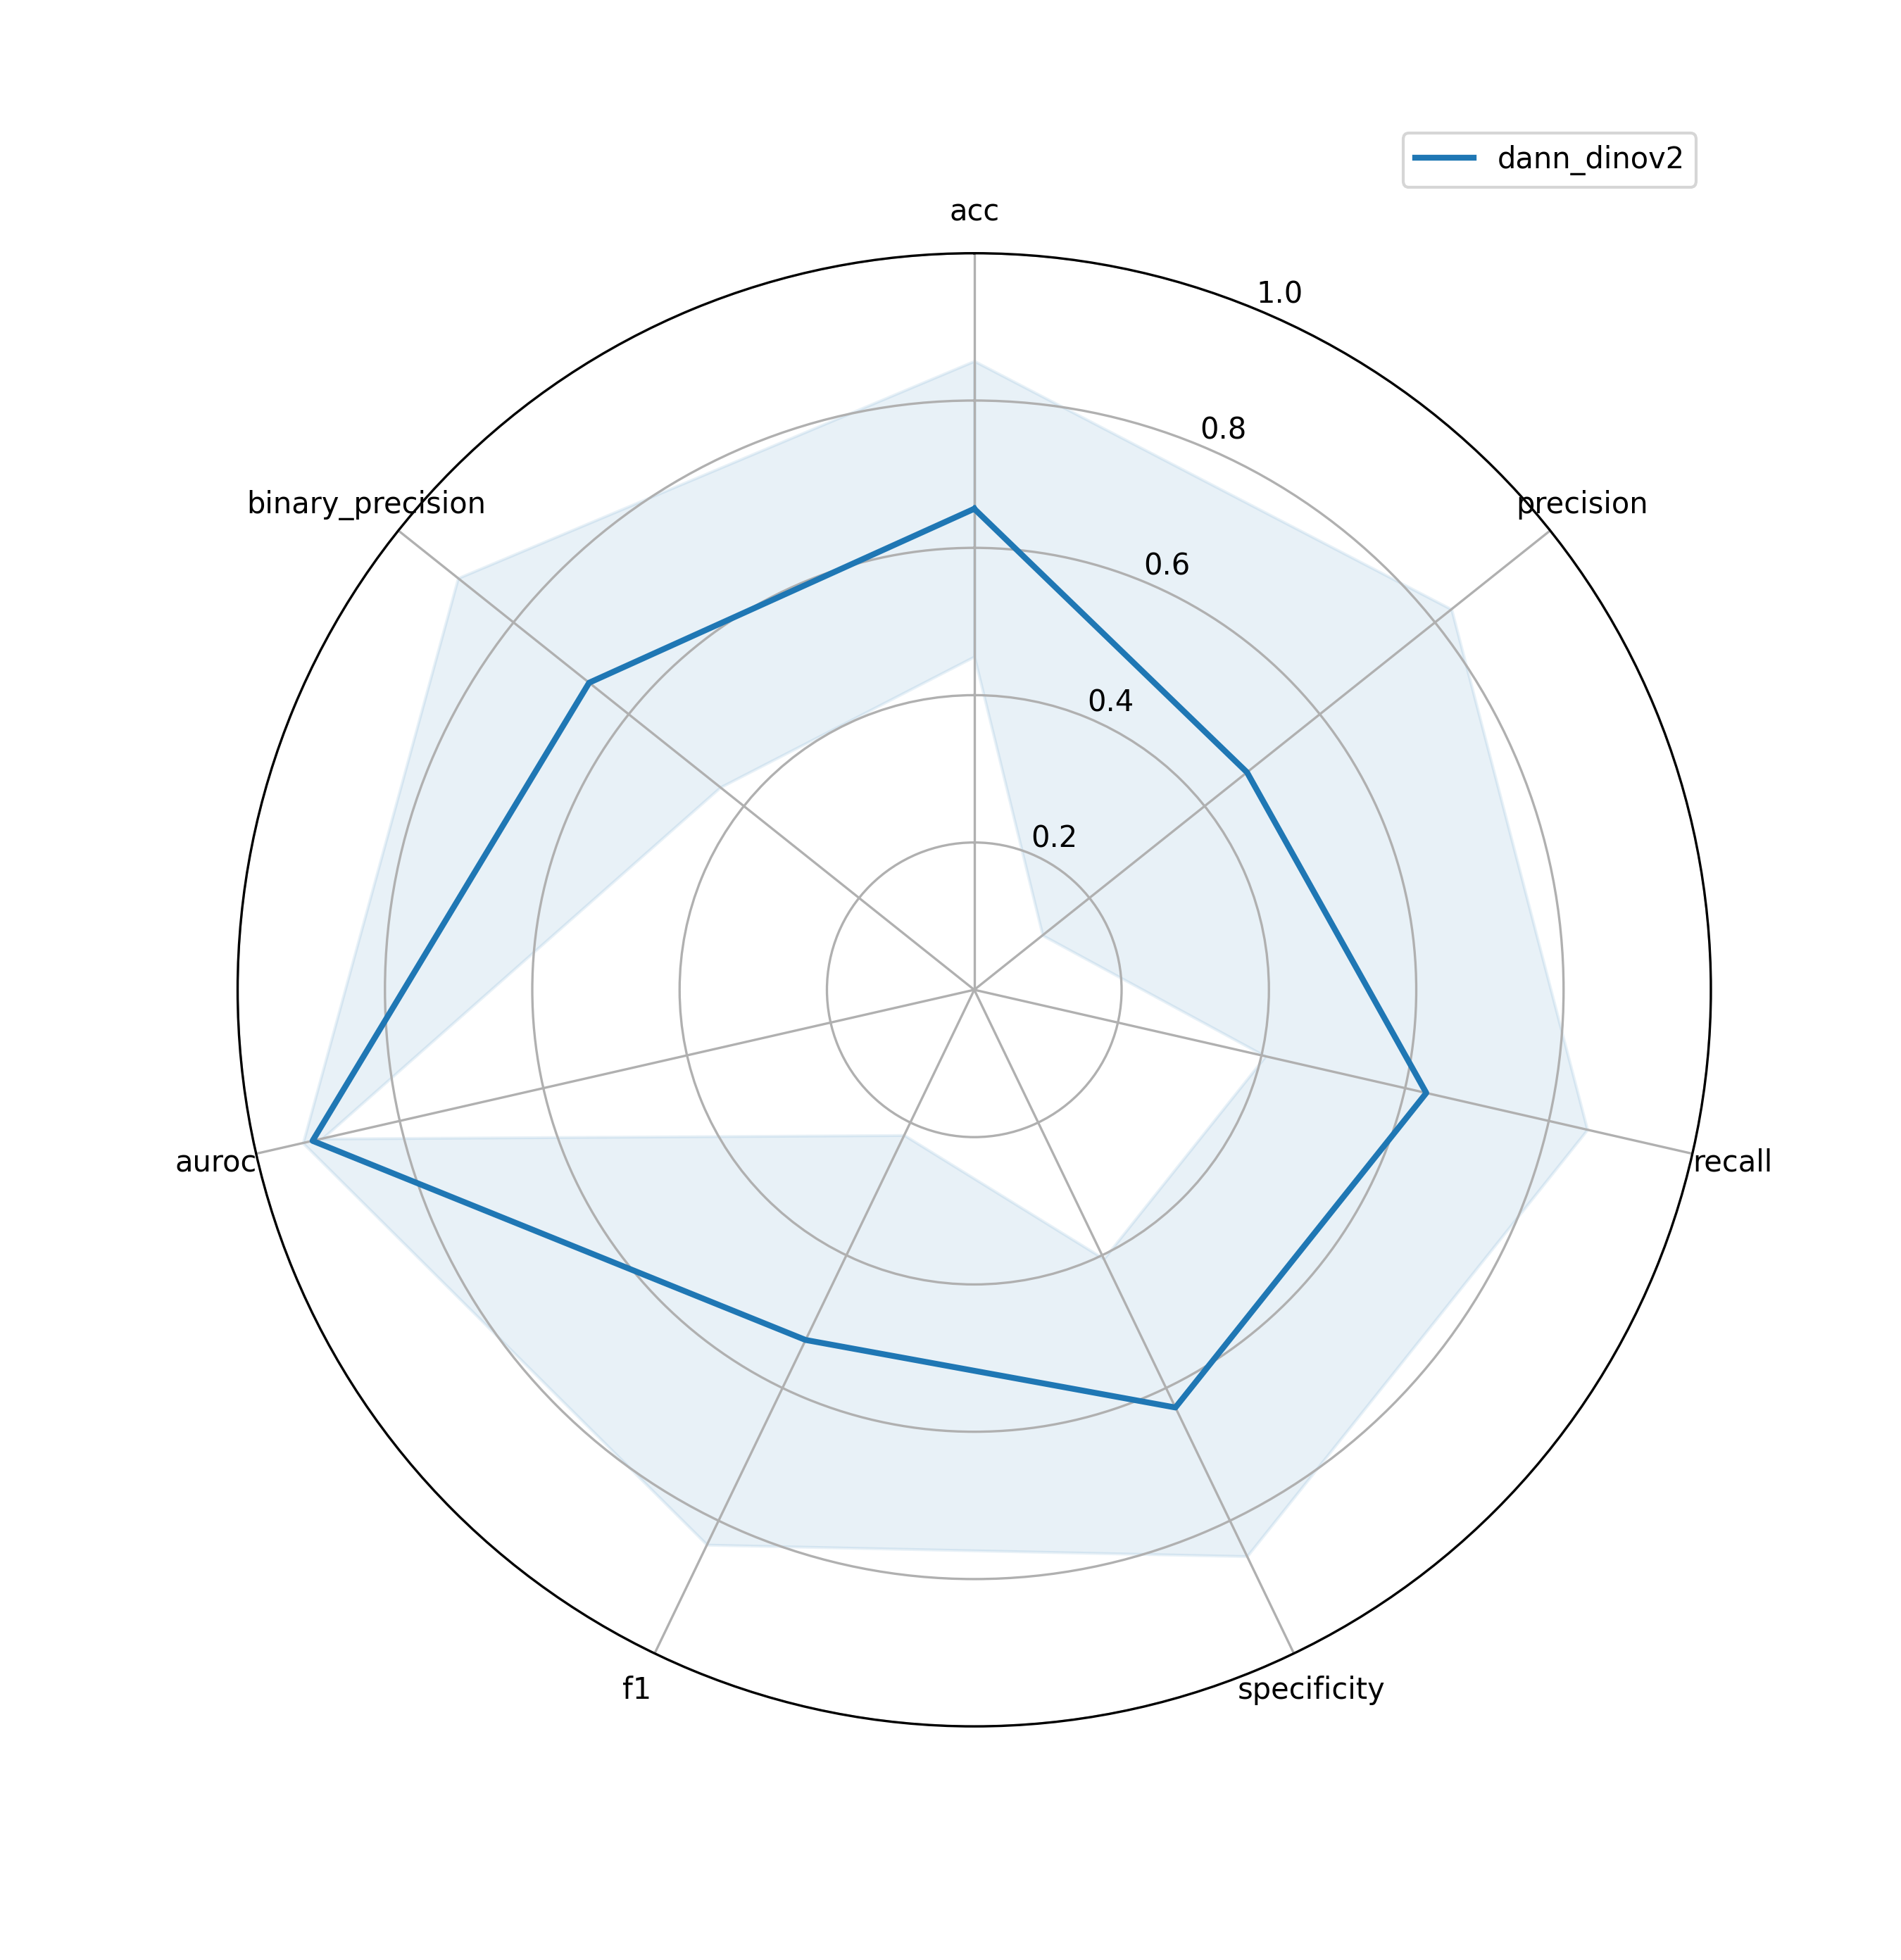 dann_dinov2
acc
1.0
0.8
binary_precision
precision
0.6
0.4
0.2
auroc
recall
f1
specificity